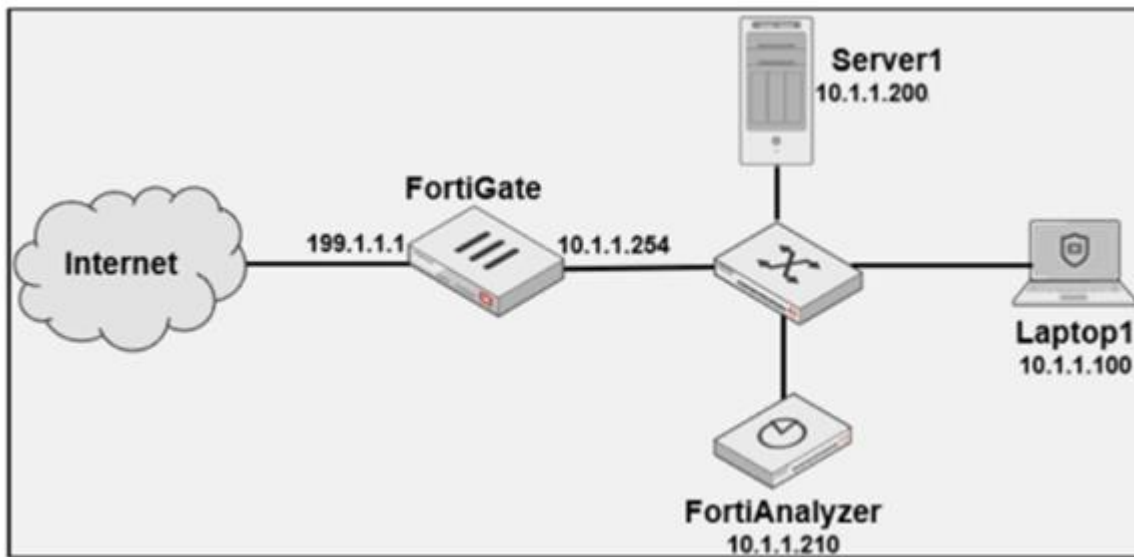 Server1
10.1.1.200
FortiGate
Internet
199.1.1.1
10.1.1.254
Laptop1
10.1.1.100
FortiAnalyzer
10.1.1.210